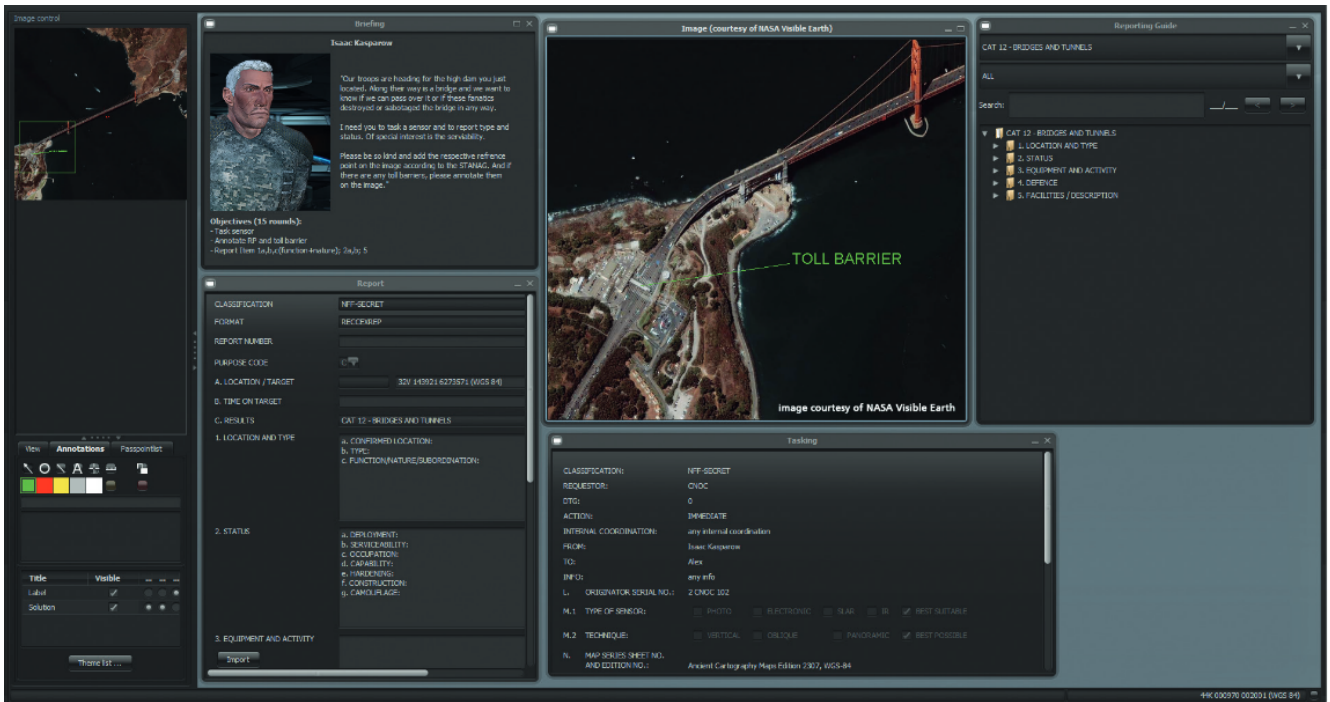 Image control
Briefing
Isaac Kasparow
"Our troops are heading for the high dam you just
located. Along their way is a bridge and we want to
know if we can pass over it or if these fanatics
destroyed or sabotaged the bridge in any way.
I need you to task a sensor and to report type and
status. Of special interest is the serviability.
Please be so kind and add the respective refrence
point on the image according to the STANAG. And if
there are any toll barriers, please annotate them
on the image."
Objectives (15 rounds):
- Task sensor
- Annotate RP and toll barrier
- Report Item 1a,b,c(function+nature); 2a,b; 5
Image (courtesy of NASA Visible Earth)
TOLL BARRIER
image courtesy of NASA Visible Earth
Reporting Guide
CAT 12 - BRIDGES AND TUNNELS
ALL
Search:
__/__
CAT 12 - BRIDGES AND TUNNELS
1. LOCATION AND TYPE
2. STATUS
3. EQUIPMENT AND ACTIVITY
4. DEFENCE
5. FACILITIES / DESCRIPTION
Report
CLASSIFICATION NFF-SECRET
FORMAT RECCEXREP
REPORT NUMBER
PURPOSE CODE C
A. LOCATION / TARGET 32V 143921 6273571 (WGS 84)
B. TIME ON TARGET
C. RESULTS CAT 12 - BRIDGES AND TUNNELS
1. LOCATION AND TYPE
a. CONFIRMED LOCATION:
b. TYPE:
c. FUNCTION/NATURE/SUBORDINATION:
2. STATUS
a. DEPLOYMENT:
b. SERVICEABILITY:
c. OCCUPATION:
d. CAPABILITY:
e. HARDENING:
f. CONSTRUCTION:
g. CAMOUFLAGE:
3. EQUIPMENT AND ACTIVITY
Import
View Annotations Passpointlist
A
Title Visible
Label
Solution
Theme list ...
Tasking
CLASSIFICATION: NFF-SECRET
REQUESTOR: CNOC
DTG: 0
ACTION: IMMEDIATE
INTERNAL COORDINATION: any internal coordination
FROM: Isaac Kasparow
TO: Alex
INFO: any info
L. ORIGINATOR SERIAL NO.: 2 CNOC 102
M.1 TYPE OF SENSOR: PHOTO ELECTRONIC SLAR IR BEST SUITABLE
M.2 TECHNIQUE: VERTICAL OBLIQUE PANORAMIC BEST POSSIBLE
N. MAP SERIES SHEET NO.
AND EDITION NO.: Ancient Cartography Maps Edition 2307, WGS-84